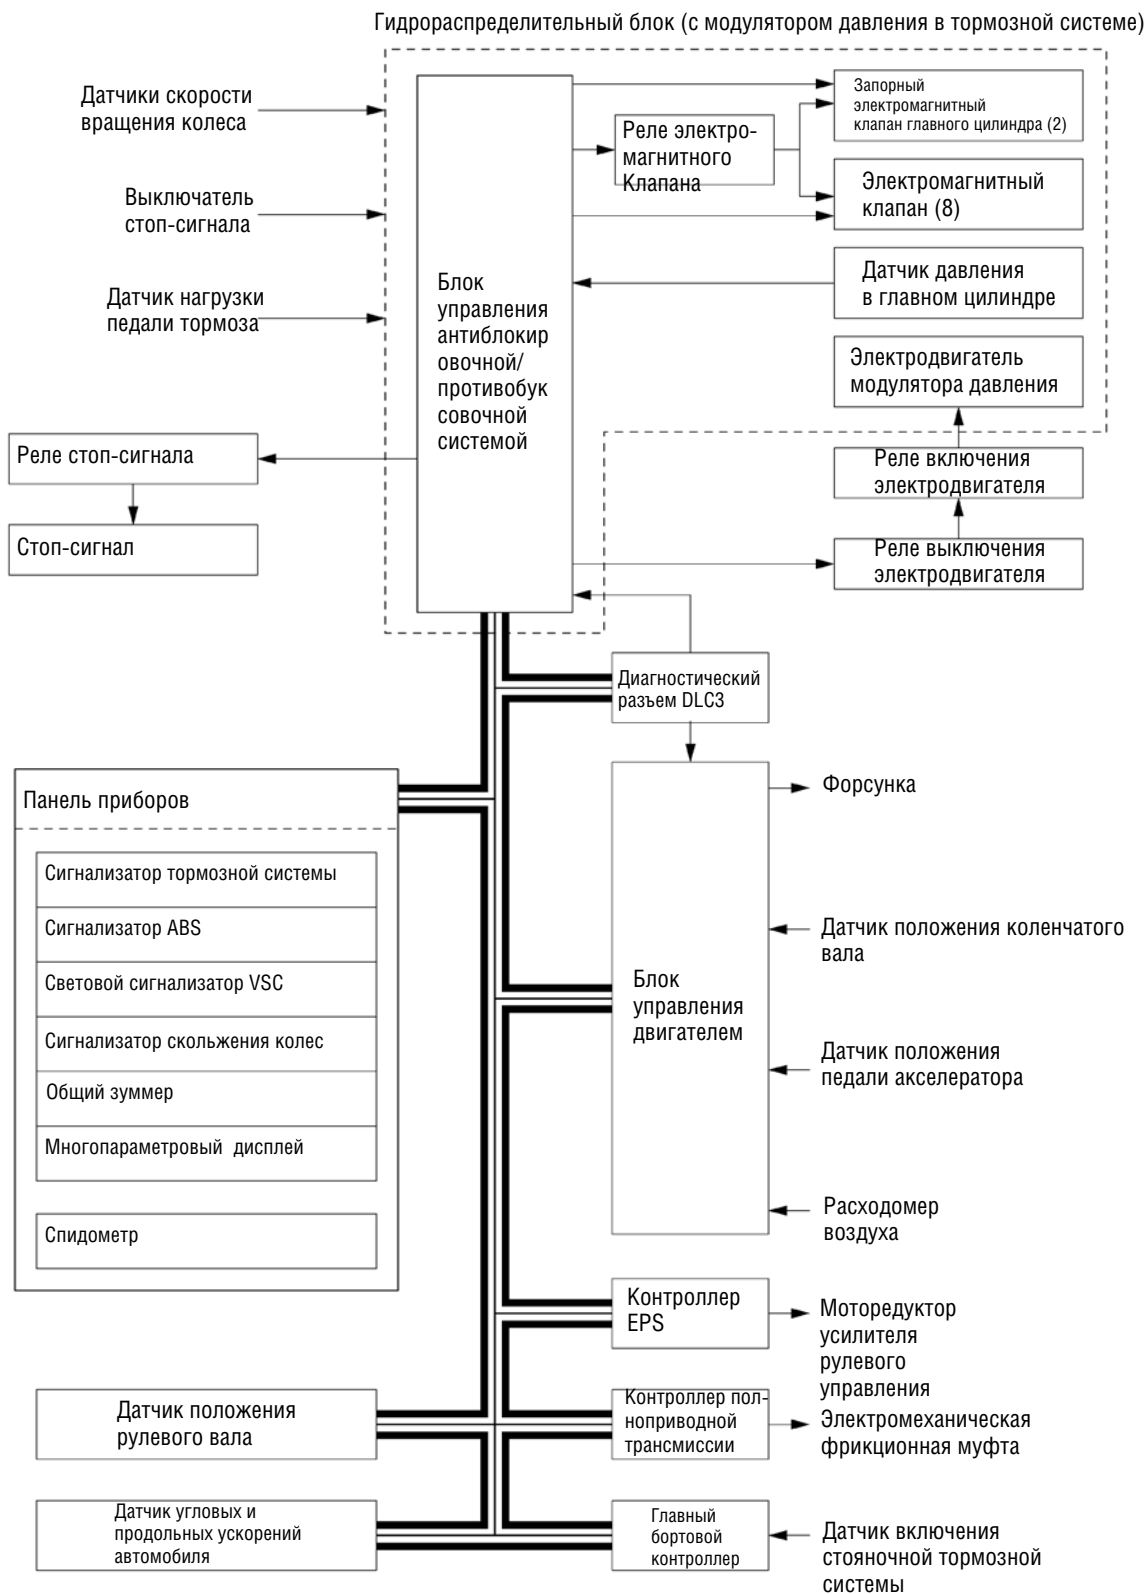 Гидрораспределительный блок (с модулятором давления в тормозной системе)
Датчики скорости
вращения колеса
Выключатель
стоп-сигнала
Датчик нагрузки
педали тормоза
Блок
управления
антиблокир
овочной/
противобук
совочной
системой
Реле электро-
магнитного
Клапана
Запорный
электромагнитный
клапан главного цилиндра (2)
Электромагнитный
клапан (8)
Датчик давления
в главном цилиндре
Электродвигатель
модулятора давления
Реле включения
электродвигателя
Реле выключения
электродвигателя
Реле стоп-сигнала
Стоп-сигнал
Диагностический
разъем DLC3
Панель приборов
Сигнализатор тормозной системы
Сигнализатор ABS
Световой сигнализатор VSC
Сигнализатор скольжения колес
Общий зуммер
Многопараметровый дисплей
Спидометр
Блок
управления
двигателем
Форсунка
Датчик положения коленчатого
вала
Датчик положения
педали акселератора
Расходомер
воздуха
Контроллер
EPS
Моторедуктор
усилителя
рулевого
управления
Датчик положения
рулевого вала
Контроллер пол-
ноприводной
трансмиссии
Электромеханическая
фрикционная муфта
Датчик угловых и
продольных ускорений
автомобиля
Главный
бортовой
контроллер
Датчик включения
стояночной тормозной
системы